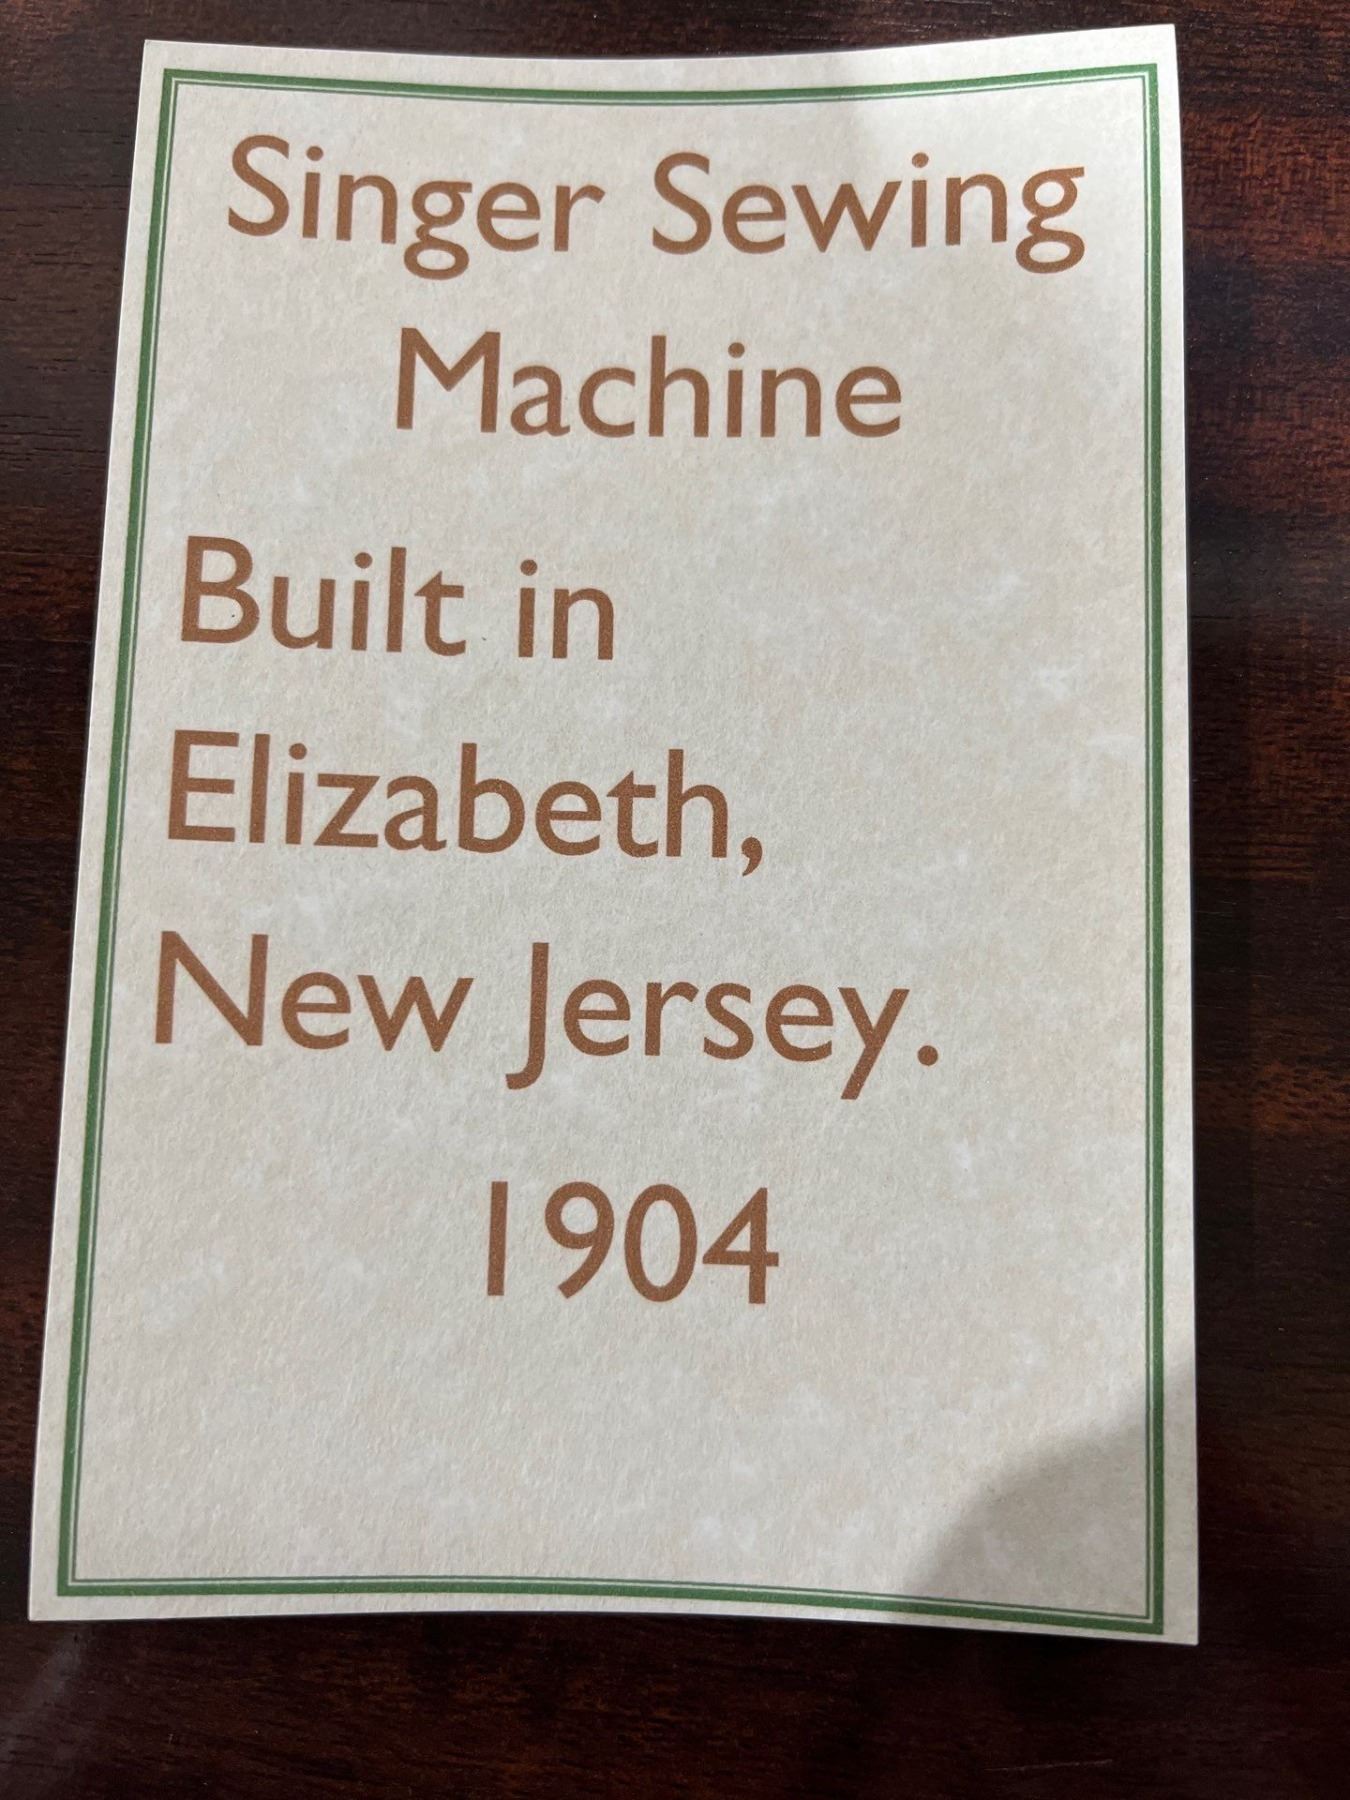 Singer Sewing
Machine
Built in
Elizabeth,
New Jersey.
1904